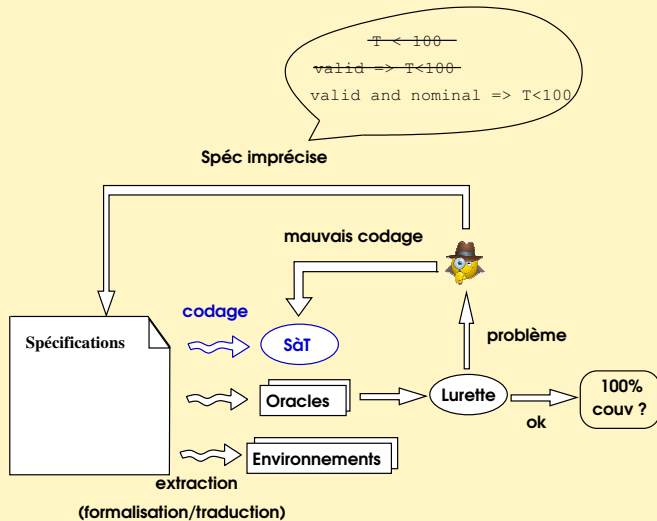 T < 100
valid => T<100
valid and nominal => T<100
Spéc imprécise
mauvais codage
codage
problème
Spécifications
SàT
Oracles
Lurette
100%
couv ?
ok
Environnements
extraction
(formalisation/traduction)